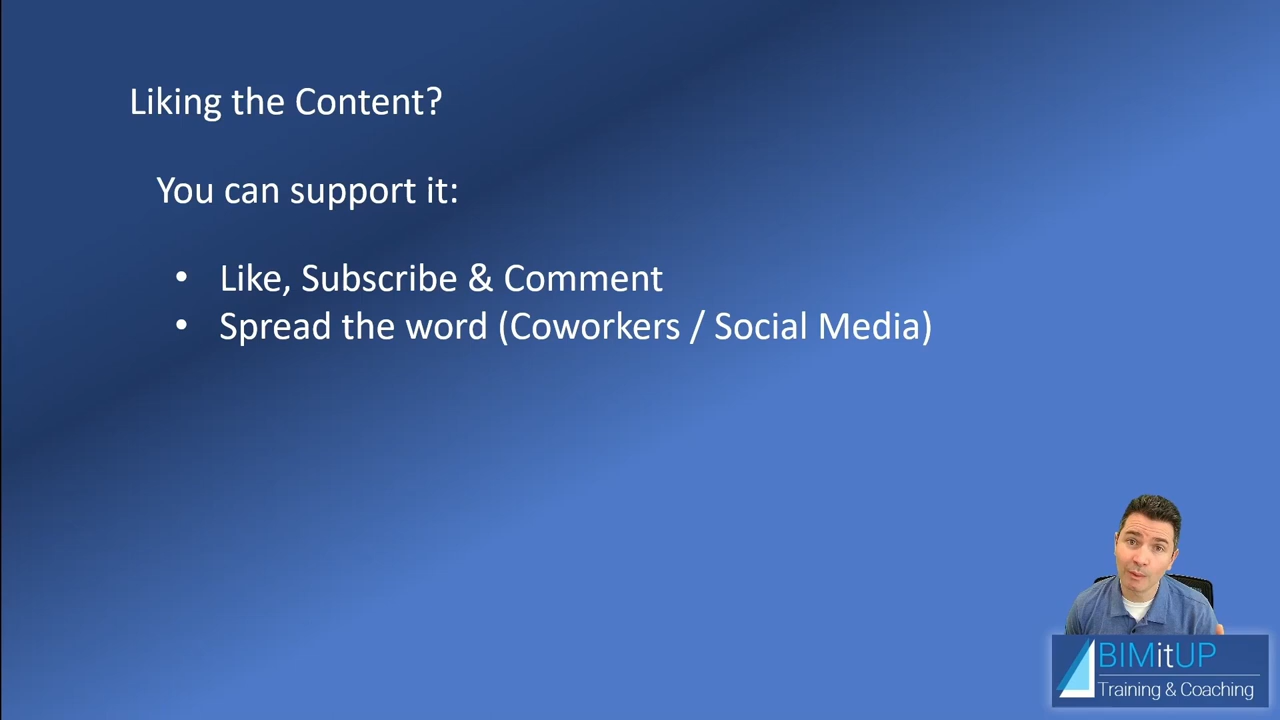 Liking the Content?
You can support it:
• Like, Subscribe & Comment
• Spread the word (Coworkers / Social Media)
BIMitUP
Training & Coaching